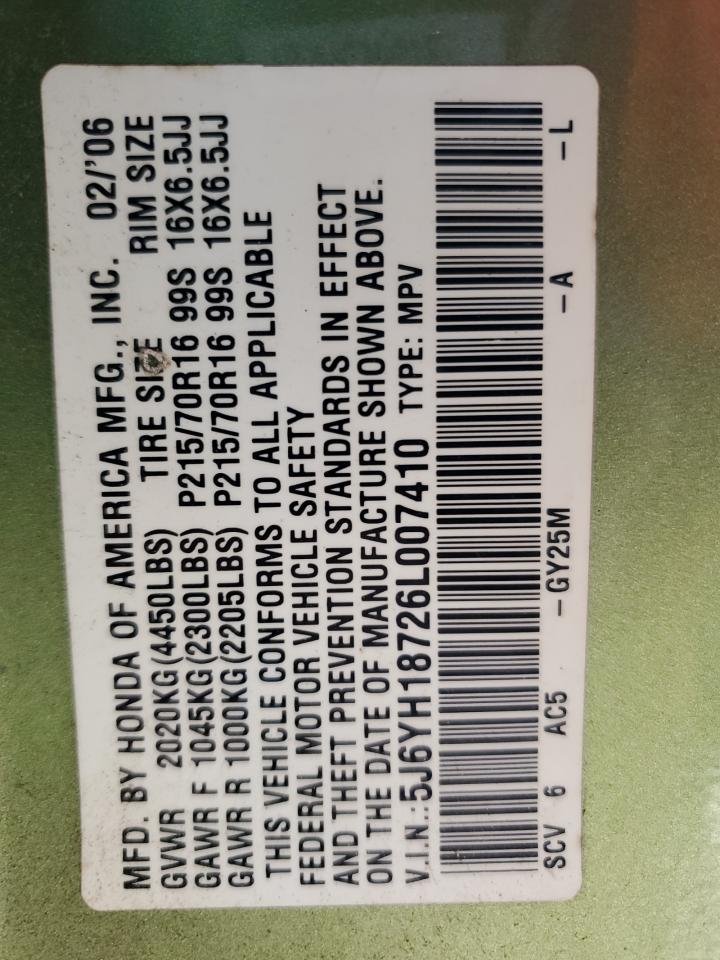 MFD. BY HONDA OF AMERICA MFG., INC. 02/'06
GVWR 2020KG(4450LBS) TIRE SIZE RIM SIZE
GAWR F 1045KG(2300LBS) P215/70R16 99S 16X6.5JJ
GAWR R 1000KG(2205LBS) P215/70R16 99S 16X6.5JJ
THIS VEHICLE CONFORMS TO ALL APPLICABLE
FEDERAL MOTOR VEHICLE SAFETY
AND THEFT PREVENTION STANDARDS IN EFFECT
ON THE DATE OF MANUFACTURE SHOWN ABOVE.
V.I.N.:5J6YH18726L007410 TYPE: MPV
SCV 6 AC5 –GY25M –A –L